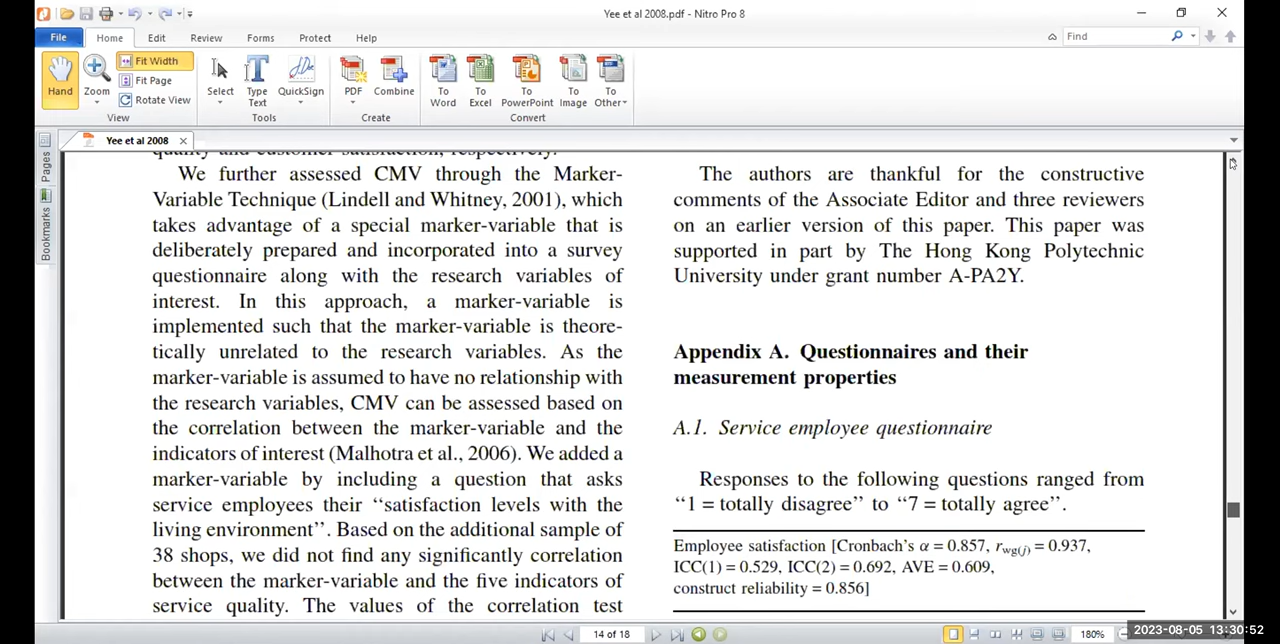 Yee et al 2008.pdf - Nitro Pro 8
File
Home
Edit
Review
Forms
Protect
Help
Find
Hand
Zoom
Fit Width
Fit Page
Rotate View
View
Select
Type
Text
QuickSign
Tools
PDF
Combine
Create
To
Word
To
Excel
To
PowerPoint
To
Image
To
Other
Convert
Yee et al 2008
Pages
Bookmarks
quality and customer satisfaction, respectively.
We further assessed CMV through the Marker-
Variable Technique (Lindell and Whitney, 2001), which
takes advantage of a special marker-variable that is
deliberately prepared and incorporated into a survey
questionnaire along with the research variables of
interest. In this approach, a marker-variable is
implemented such that the marker-variable is theore-
tically unrelated to the research variables. As the
marker-variable is assumed to have no relationship with
the research variables, CMV can be assessed based on
the correlation between the marker-variable and the
indicators of interest (Malhotra et al., 2006). We added a
marker-variable by including a question that asks
service employees their ‘‘satisfaction levels with the
living environment’’. Based on the additional sample of
38 shops, we did not find any significantly correlation
between the marker-variable and the five indicators of
service quality. The values of the correlation test
The authors are thankful for the constructive
comments of the Associate Editor and three reviewers
on an earlier version of this paper. This paper was
supported in part by The Hong Kong Polytechnic
University under grant number A-PA2Y.
Appendix A. Questionnaires and their
measurement properties
A.1. Service employee questionnaire
Responses to the following questions ranged from
‘‘1 = totally disagree’’ to ‘‘7 = totally agree’’.
Employee satisfaction [Cronbach’s α = 0.857, rwg(j) = 0.937,
ICC(1) = 0.529, ICC(2) = 0.692, AVE = 0.609,
construct reliability = 0.856]
14 of 18
180%
2023-08-05 13:30:52